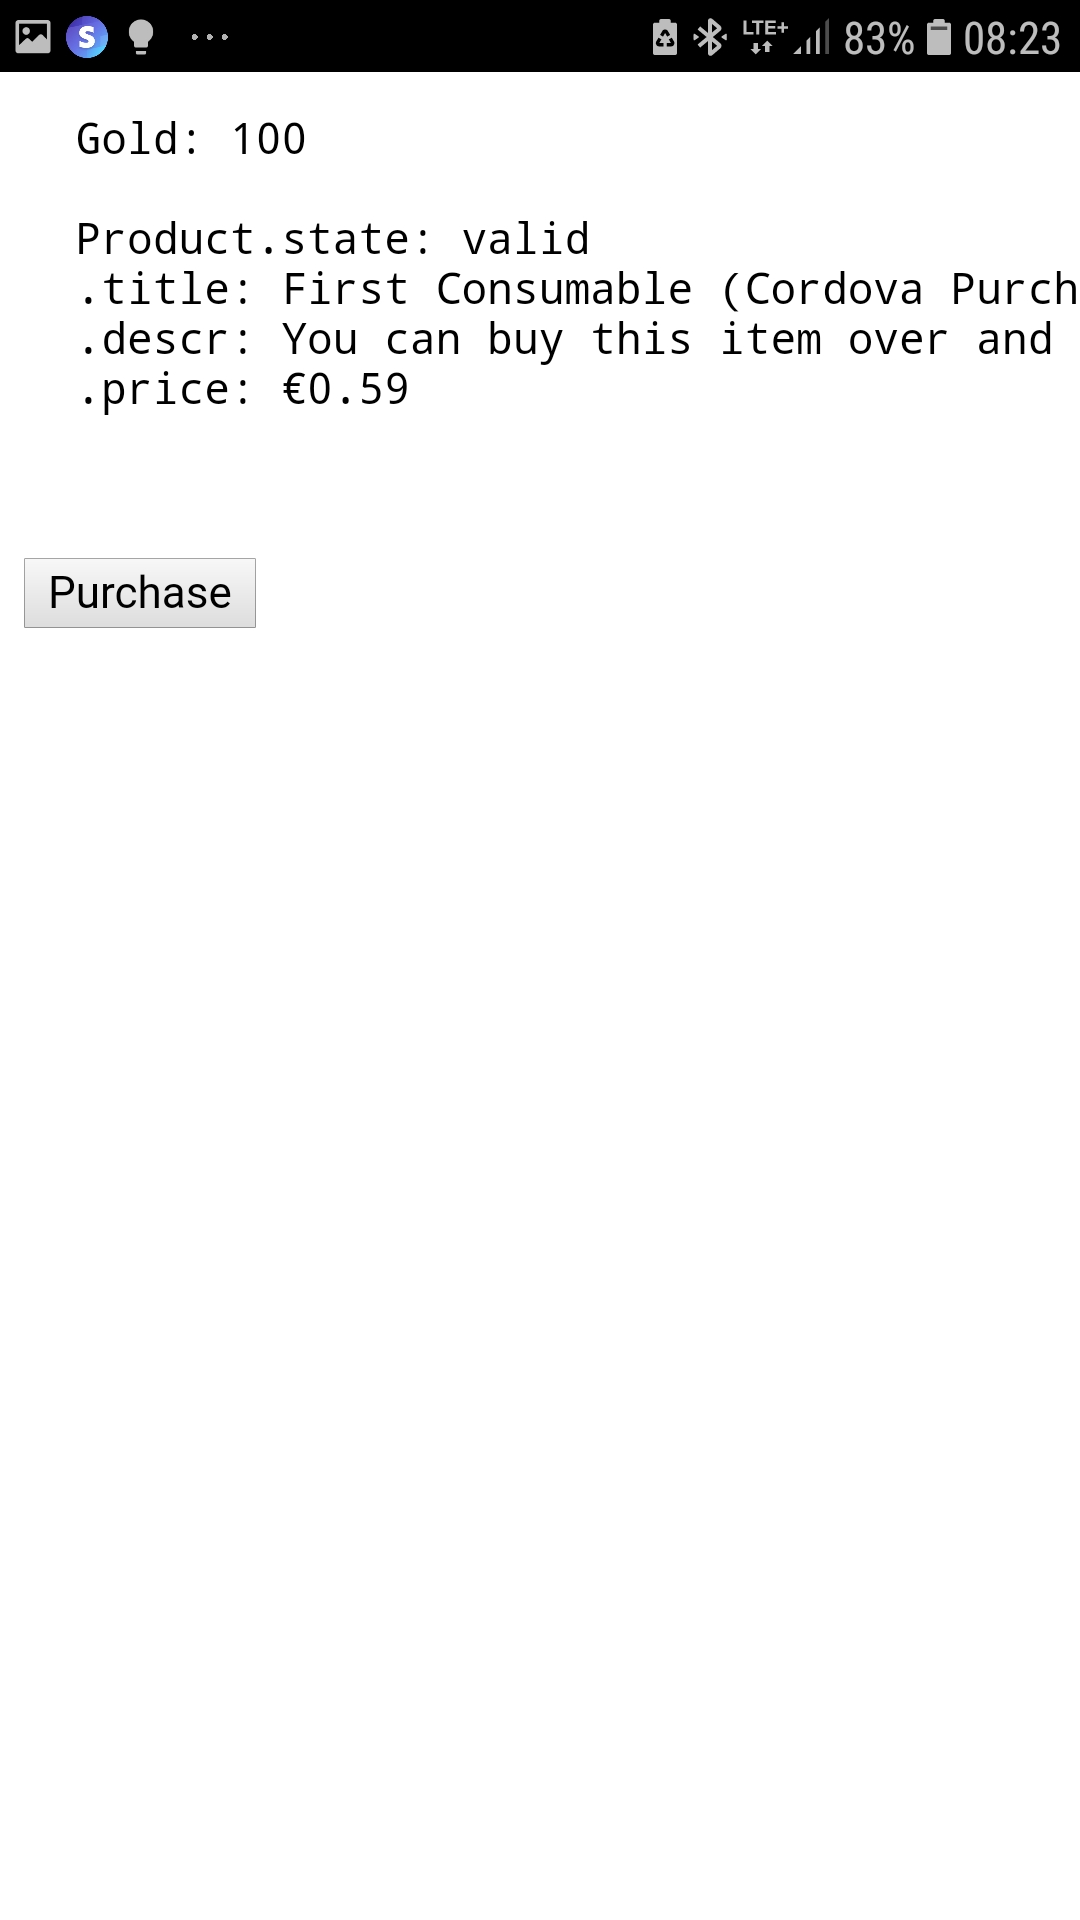 S ... LTE+ 83% 08:23
Gold: 100
Product.state: valid
.title: First Consumable (Cordova Purch
.descr: You can buy this item over and
.price: €0.59
Purchase